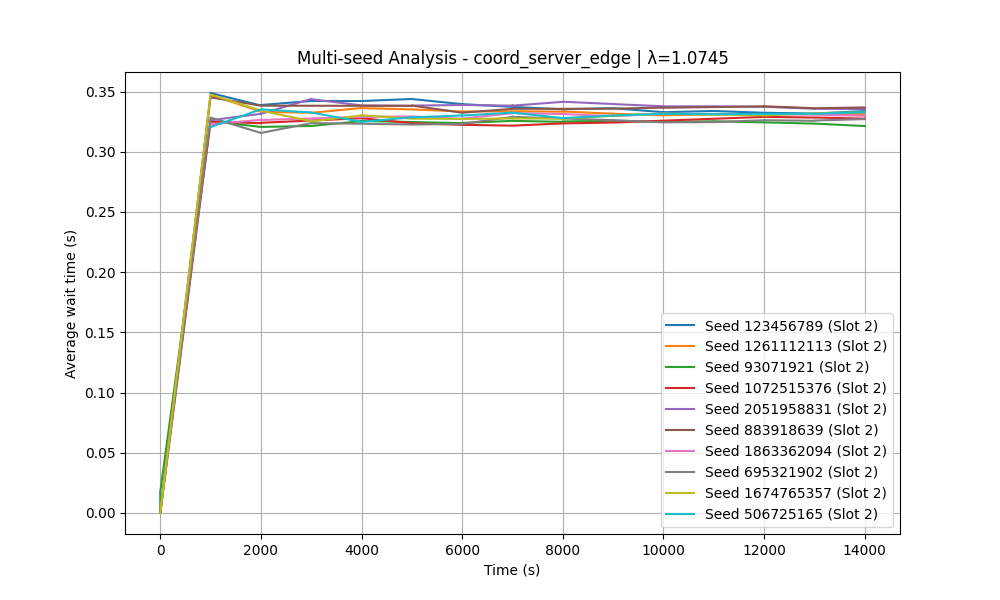 Multi-seed Analysis - coord_server_edge | λ=1.0745
Average wait time (s)
0.35
0.30
0.25
0.20
0.15
0.10
0.05
0.00
Seed 123456789 (Slot 2)
Seed 1261112113 (Slot 2)
Seed 93071921 (Slot 2)
Seed 1072515376 (Slot 2)
Seed 2051958831 (Slot 2)
Seed 883918639 (Slot 2)
Seed 1863362094 (Slot 2)
Seed 695321902 (Slot 2)
Seed 1674765357 (Slot 2)
Seed 506725165 (Slot 2)
0 2000 4000 6000 8000 10000 12000 14000
Time (s)